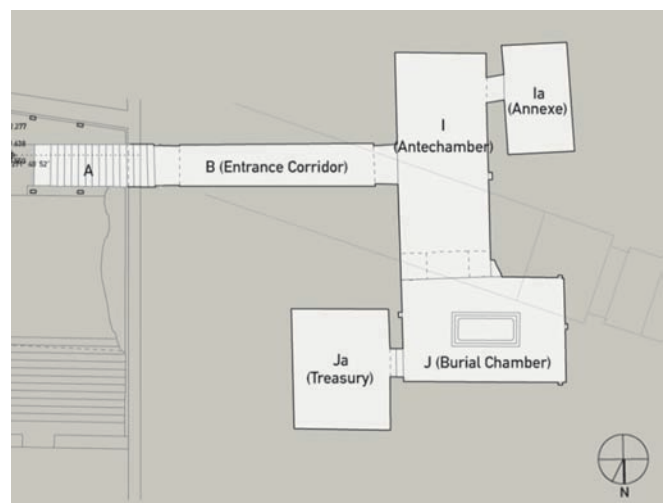 Ia
(Annexe)
I
(Antechamber)
A
B (Entrance Corridor)
Ja
(Treasury)
J (Burial Chamber)
N